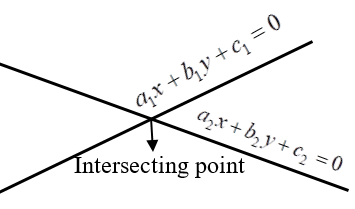 a₁x + b₁y + c₁ = 0
a₂x + b₂y + c₂ = 0
Intersecting point